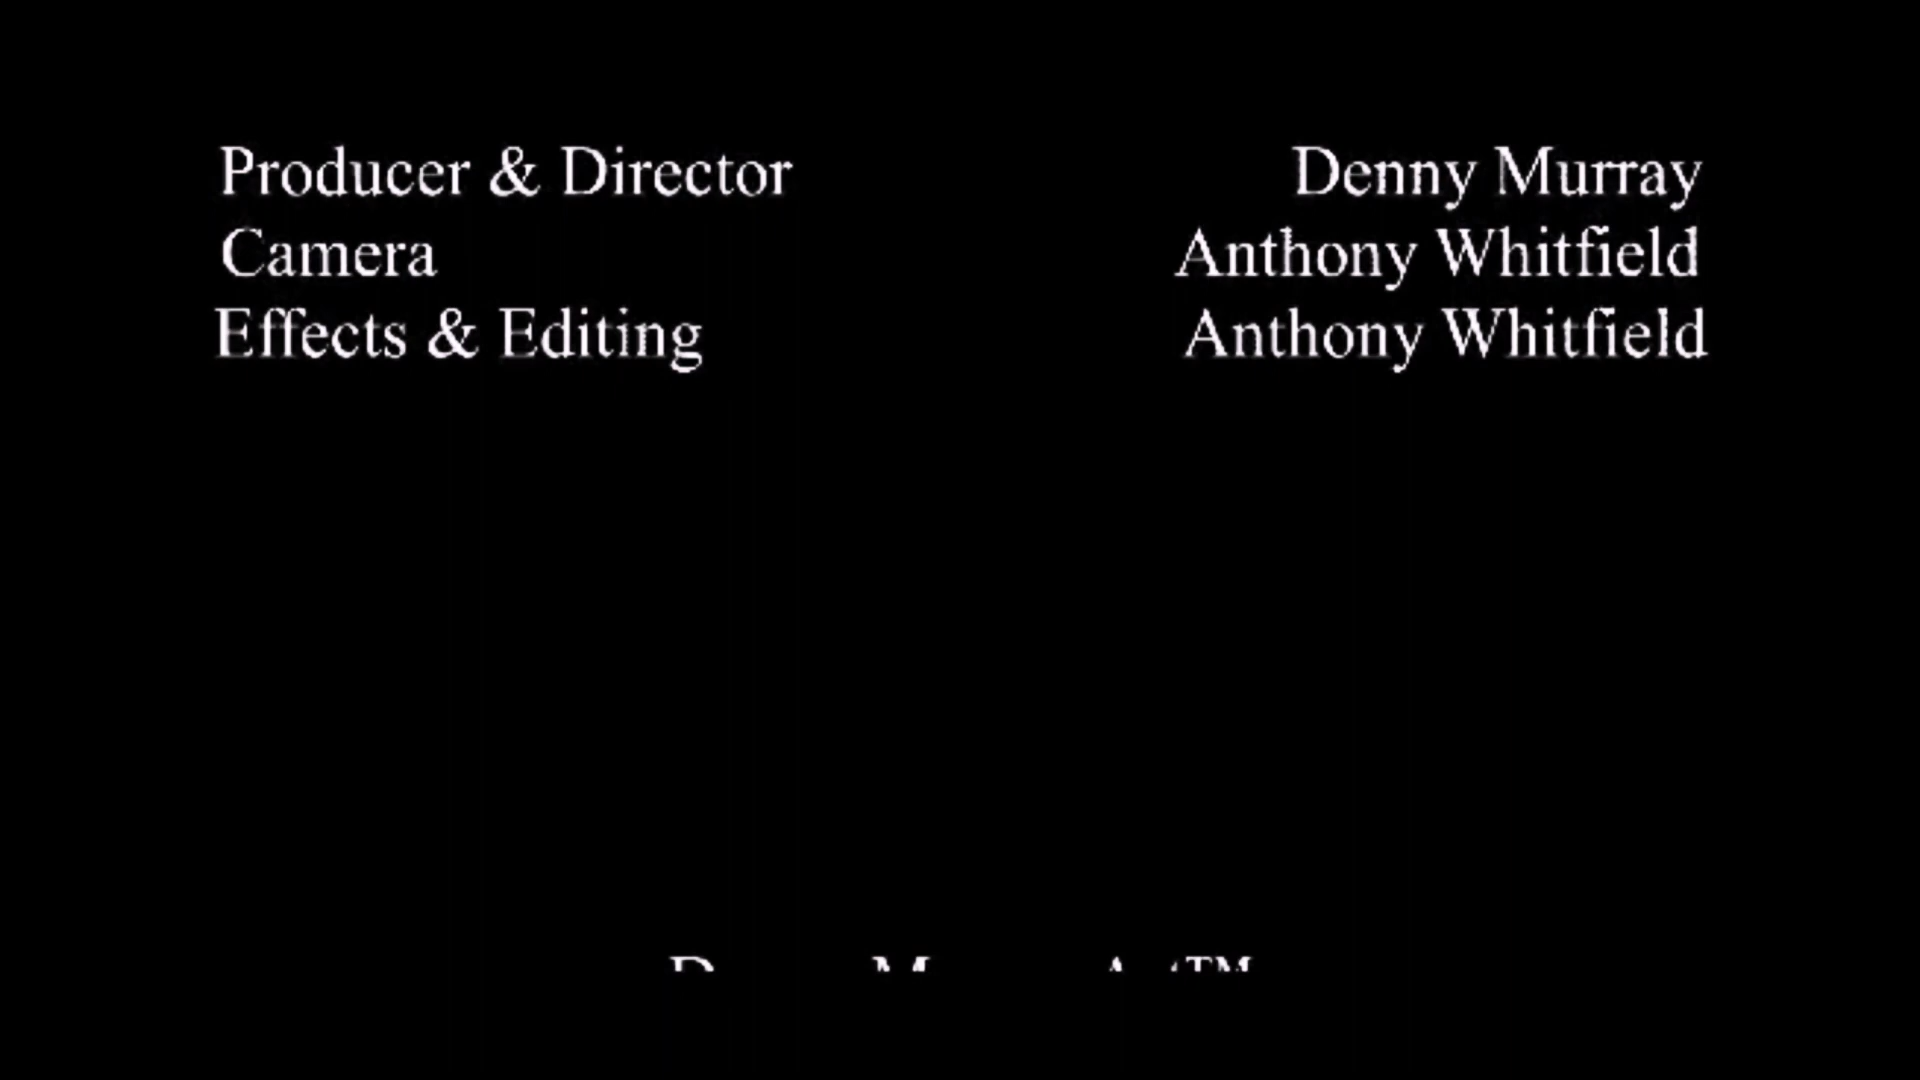 Producer & Director Denny Murray
Camera Anthony Whitfield
Effects & Editing Anthony Whitfield